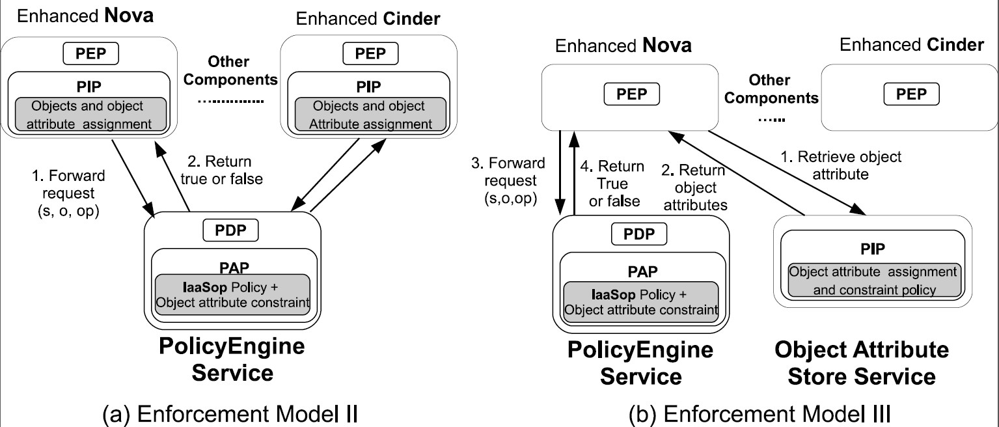 Enhanced Nova
PEP
PIP
Objects and object
attribute assignment
Other
Components
Enhanced Cinder
PEP
PIP
Objects and object
Attribute assignment
1. Forward
request
(s, o, op)
2. Return
true or false
PDP
PAP
IaaSop Policy +
Object attribute constraint
PolicyEngine
Service
(a) Enforcement Model II
Enhanced Nova
PEP
Other
Components
Enhanced Cinder
PEP
3. Forward
request
(s,o,op)
4. Return
True
or false
2. Return
object
attributes
1. Retrieve object
attribute
PDP
PAP
IaaSop Policy +
Object attribute constraint
PolicyEngine
Service
PIP
Object attribute assignment
and constraint policy
Object Attribute
Store Service
(b) Enforcement Model III